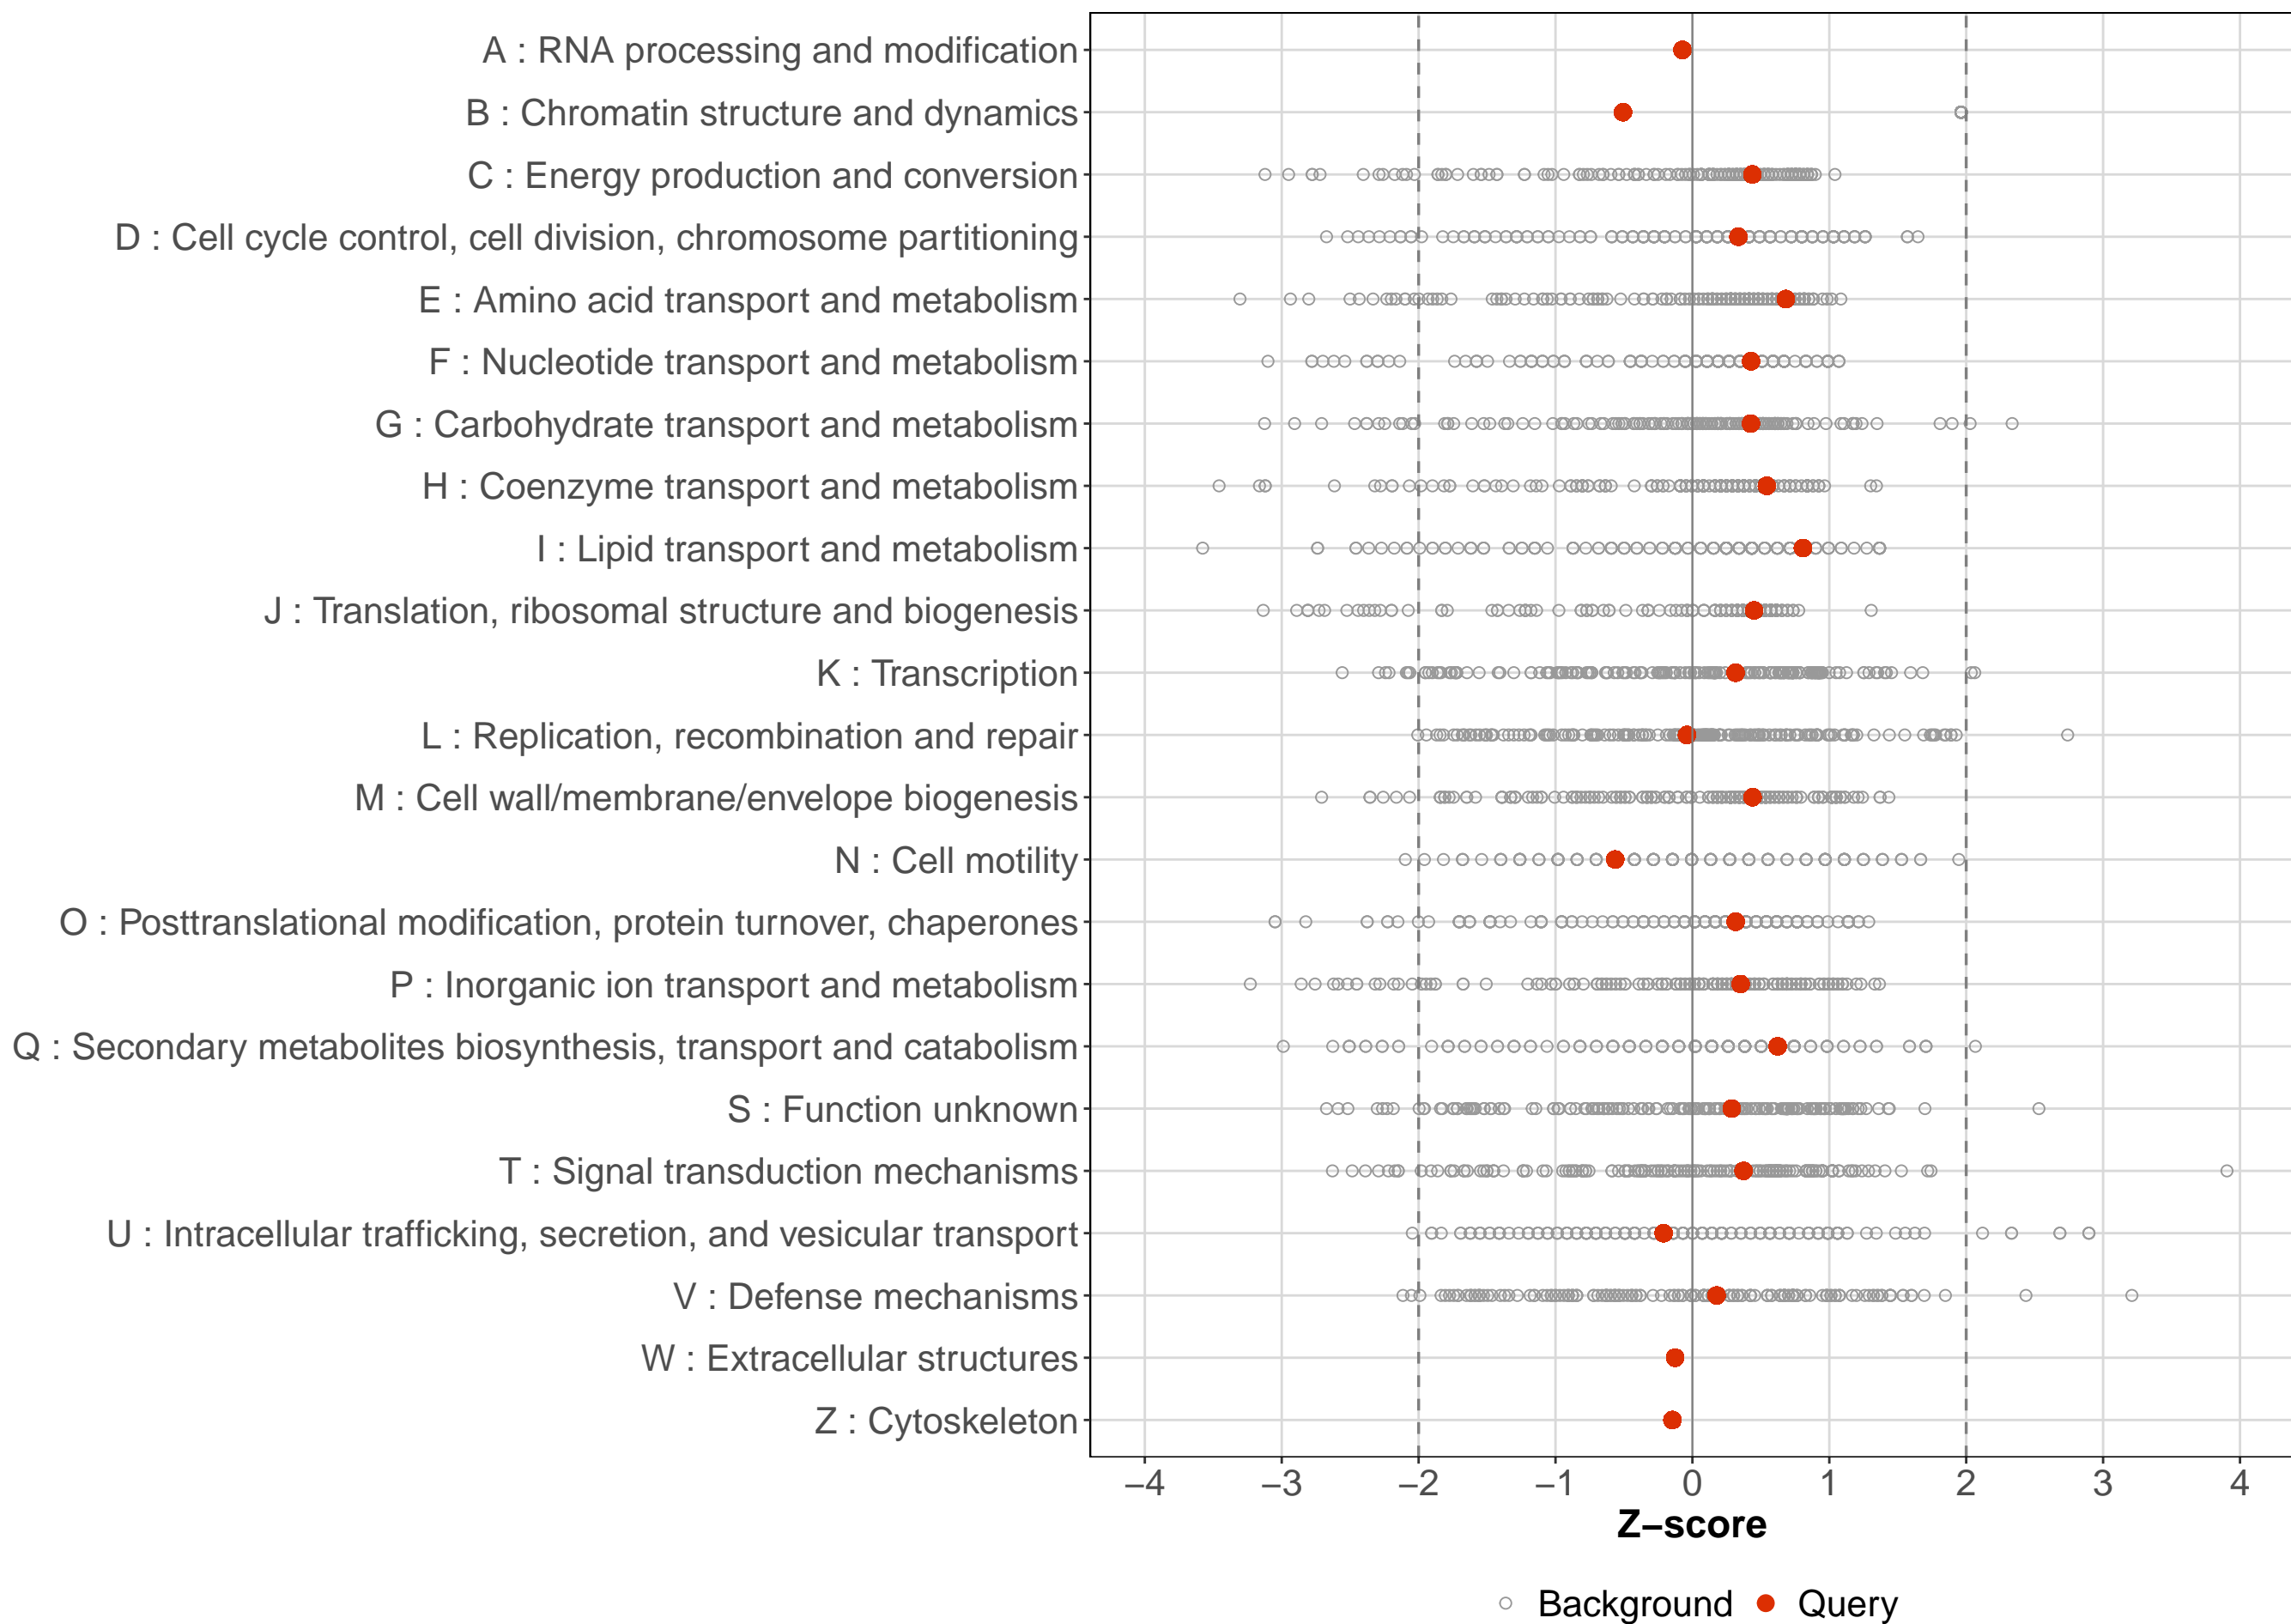 A : RNA processing and modification
B : Chromatin structure and dynamics
C : Energy production and conversion
D : Cell cycle control, cell division, chromosome partitioning
E : Amino acid transport and metabolism
F : Nucleotide transport and metabolism
G : Carbohydrate transport and metabolism
H : Coenzyme transport and metabolism
I : Lipid transport and metabolism
J : Translation, ribosomal structure and biogenesis
K : Transcription
L : Replication, recombination and repair
M : Cell wall/membrane/envelope biogenesis
N : Cell motility
O : Posttranslational modification, protein turnover, chaperones
P : Inorganic ion transport and metabolism
Q : Secondary metabolites biosynthesis, transport and catabolism
S : Function unknown
T : Signal transduction mechanisms
U : Intracellular trafficking, secretion, and vesicular transport
V : Defense mechanisms
W : Extracellular structures
Z : Cytoskeleton
−4 −3 −2 −1 0 1 2 3 4
Z−score
Background Query